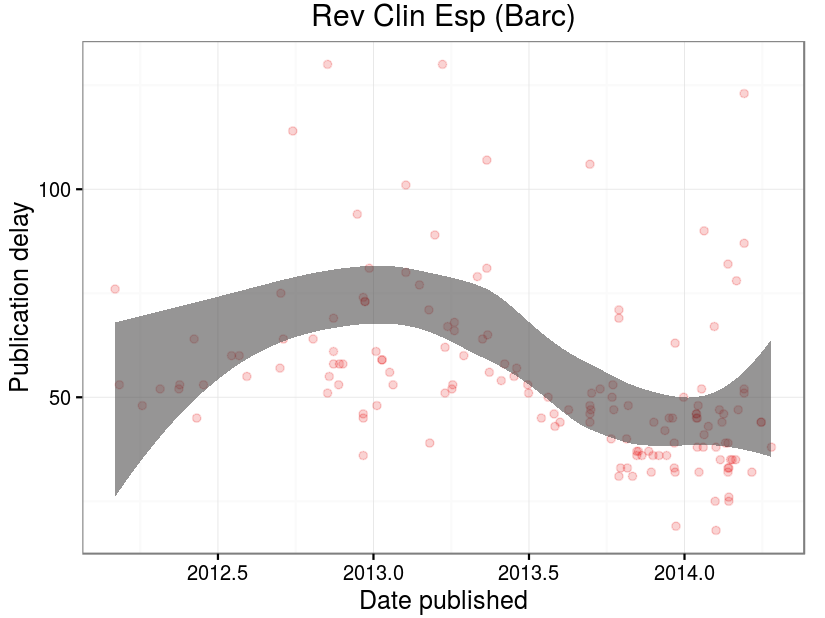 Rev Clin Esp (Barc)
Publication delay
100
50
2012.5 2013.0 2013.5 2014.0
Date published